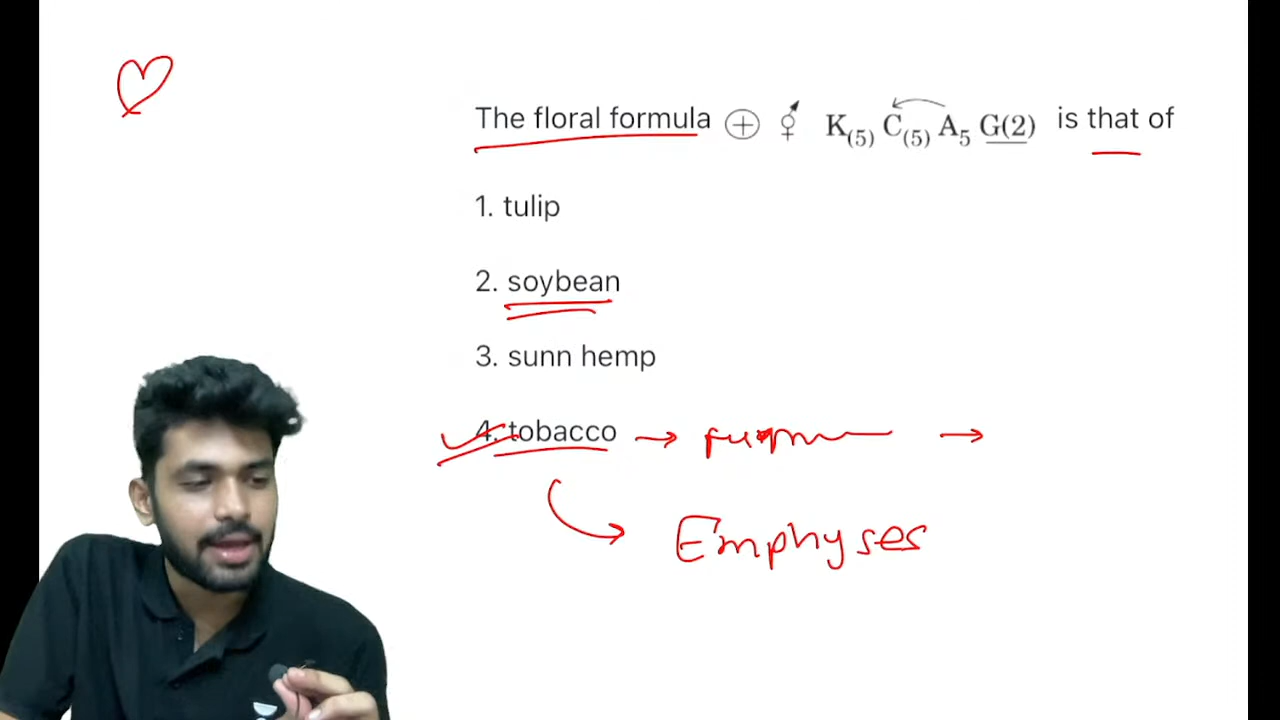 The floral formula ⊕ ⚥ K(5) C(5) A5 G(2) is that of
1. tulip
2. soybean
3. sunn hemp
4. tobacco → →
Emphyses